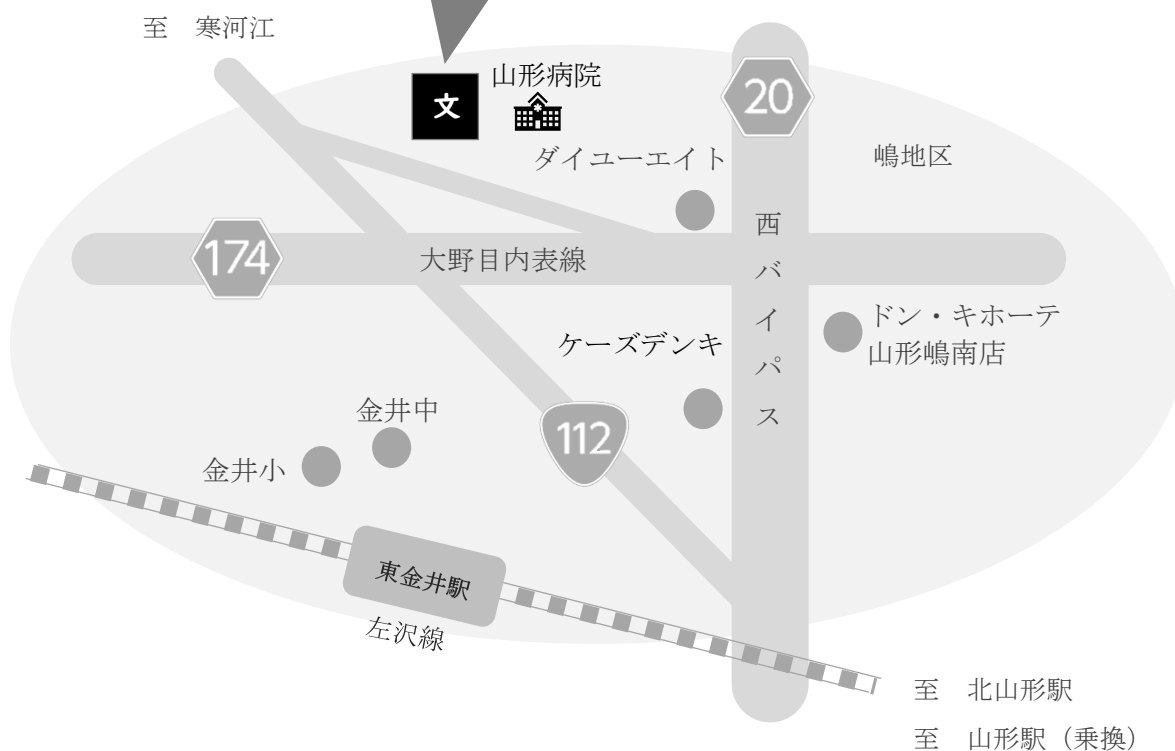 至　寒河江
山形病院
文
20
ダイユーエイト
嶋地区
西バイパス
174
大野目内表線
ドン・キホーテ
山形嶋南店
ケーズデンキ
金井中
112
金井小
東金井駅
左沢線
至　北山形駅
至　山形駅（乗換）